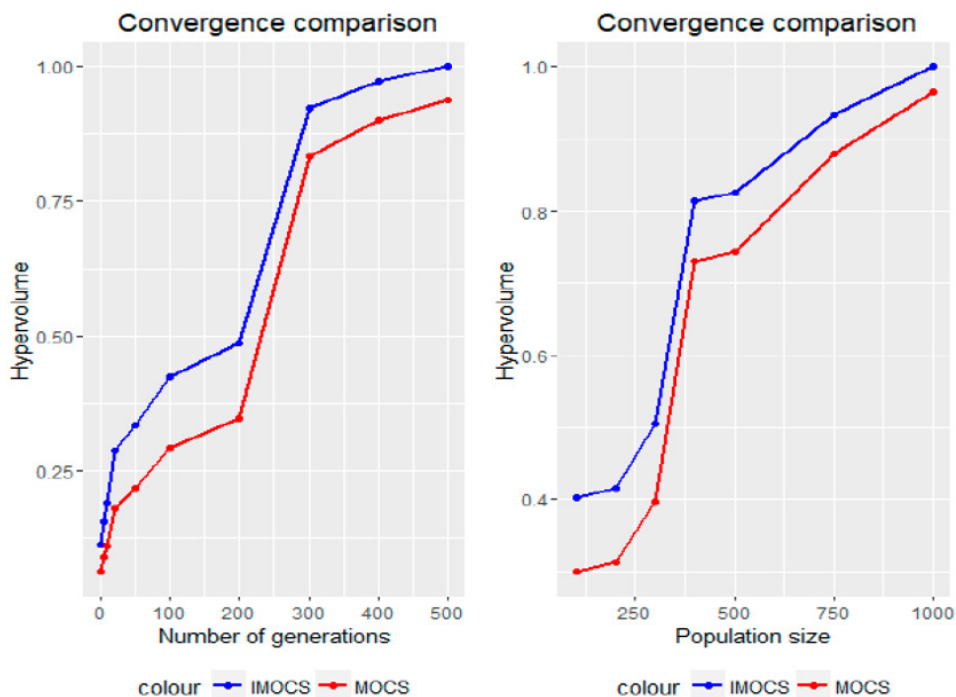 Convergence comparison
Hypervolume
1.00
0.75
0.50
0.25
0 100 200 300 400 500
Number of generations
colour IMOCS MOCS
Convergence comparison
Hypervolume
1.0
0.8
0.6
0.4
250 500 750 1000
Population size
colour IMOCS MOCS